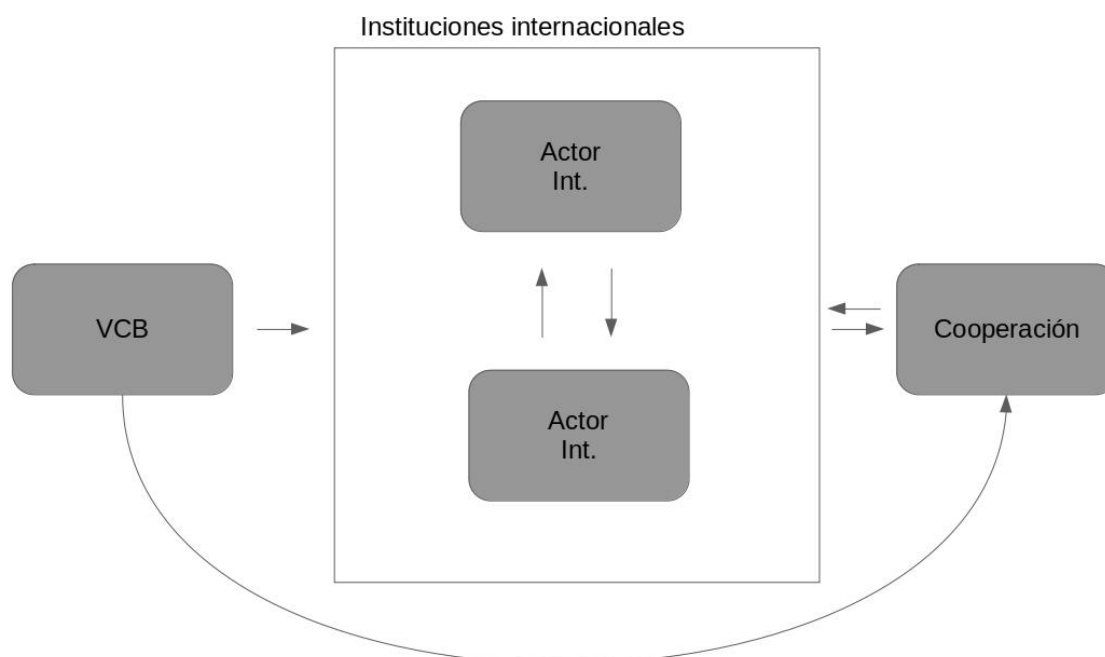 Instituciones internacionales
Actor
Int.
VCB
Cooperación
Actor
Int.